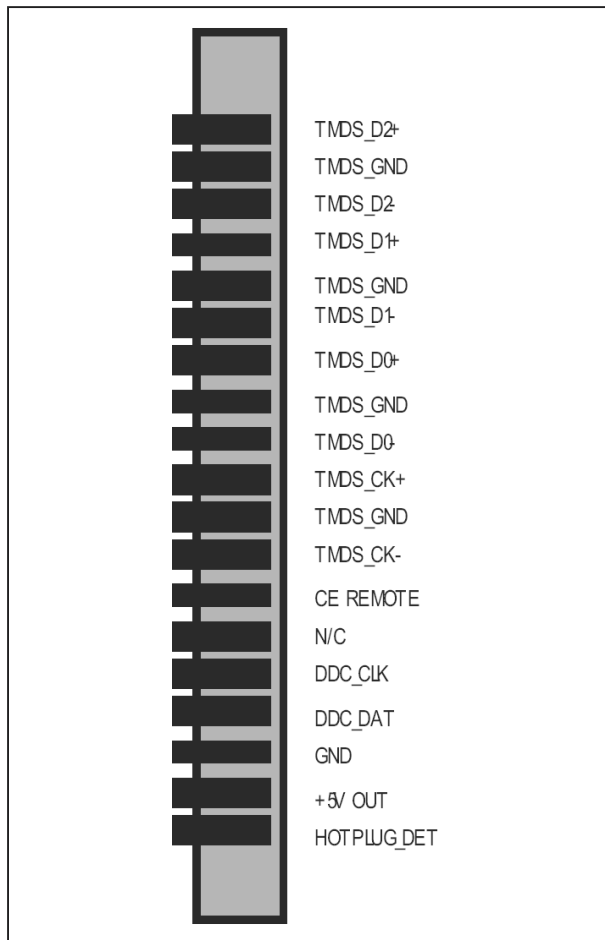 TMDS_D2+
TMDS_GND
TMDS_D2-
TMDS_D1+
TMDS_GND
TMDS_D1-
TMDS_D0+
TMDS_GND
TMDS_D0-
TMDS_CK+
TMDS_GND
TMDS_CK-
CE REMOTE
N/C
DDC_CLK
DDC_DAT
GND
+5V OUT
HOTPLUG_DET